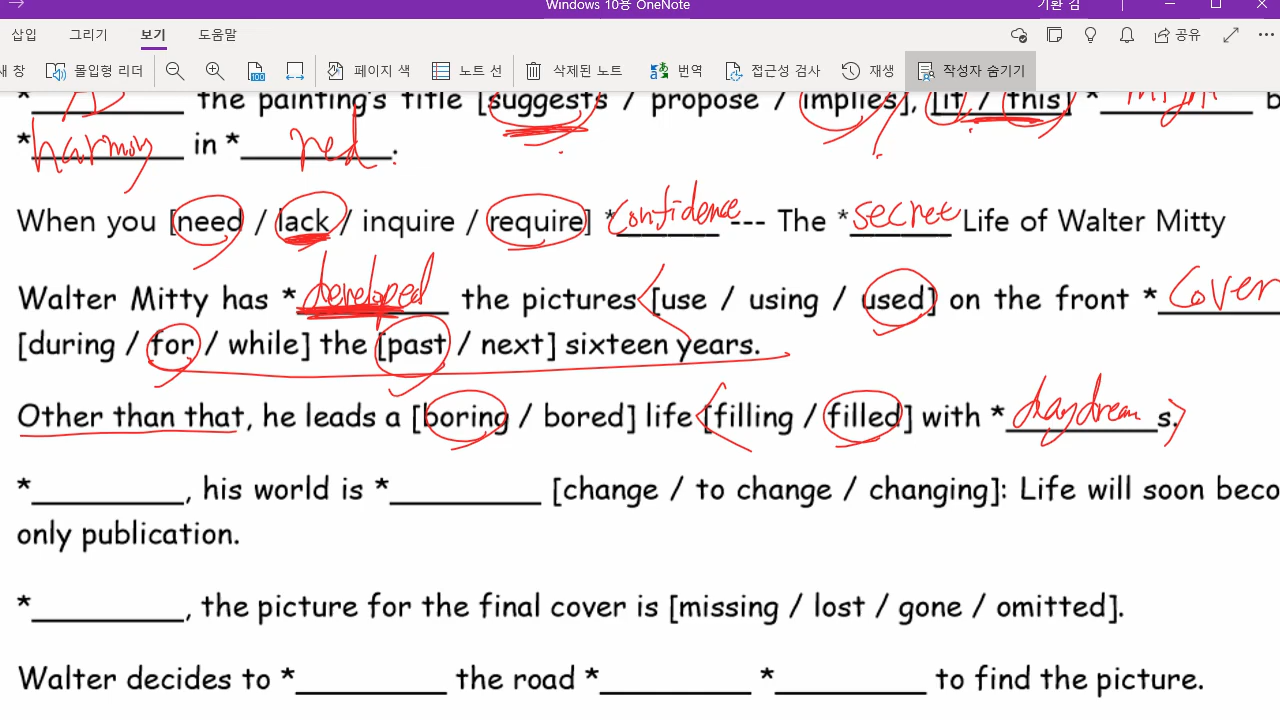 Windows 10용 OneNote 기환 김
삽입 그리기 보기 도움말 공유
새 창 몰입형 리더 100 페이지 색 노트 선 삭제된 노트 번역 접근성 검사 재생 작성자 숨기기
* As the painting's title [suggests / propose / implies], [it / this] * might b
* harmony in * red.
When you [need / lack / inquire / require] * confidence --- The * secret Life of Walter Mitty
Walter Mitty has * developed the pictures [use / using / used] on the front * cover
[during / for / while] the [past / next] sixteen years.
Other than that, he leads a [boring / bored] life [filling / filled] with * daydream s.
*__________, his world is *__________ [change / to change / changing]: Life will soon beco
only publication.
*__________, the picture for the final cover is [missing / lost / gone / omitted].
Walter decides to *__________ the road *__________ *__________ to find the picture.